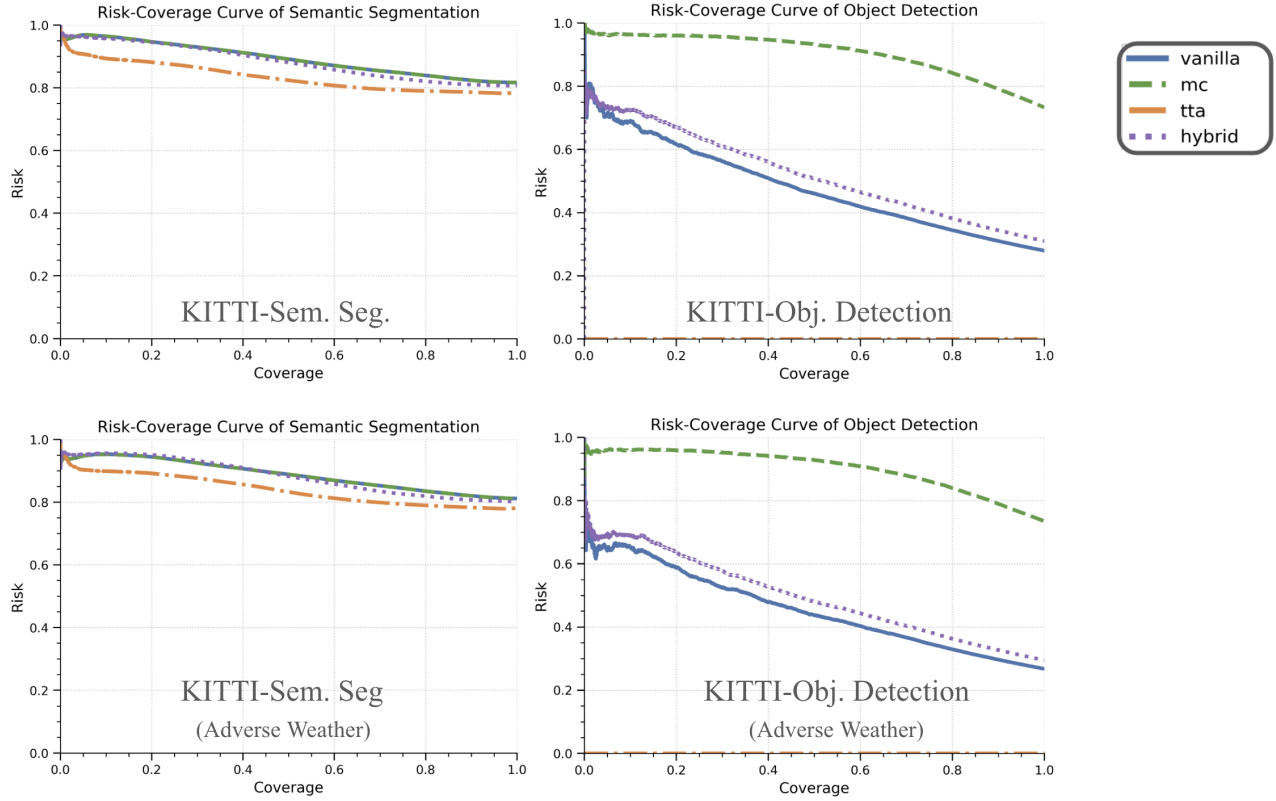 Risk-Coverage Curve of Semantic Segmentation
1.0
0.8
0.6
0.4
0.2
0.0
Risk
KITTI-Sem. Seg.
0.0 0.2 0.4 0.6 0.8 1.0
Coverage
Risk-Coverage Curve of Object Detection
1.0
0.8
0.6
0.4
0.2
0.0
Risk
KITTI-Obj. Detection
0.0 0.2 0.4 0.6 0.8 1.0
Coverage
vanilla
mc
tta
hybrid
Risk-Coverage Curve of Semantic Segmentation
1.0
0.8
0.6
0.4
0.2
0.0
Risk
KITTI-Sem. Seg
(Adverse Weather)
0.0 0.2 0.4 0.6 0.8 1.0
Coverage
Risk-Coverage Curve of Object Detection
1.0
0.8
0.6
0.4
0.2
0.0
Risk
KITTI-Obj. Detection
(Adverse Weather)
0.0 0.2 0.4 0.6 0.8 1.0
Coverage